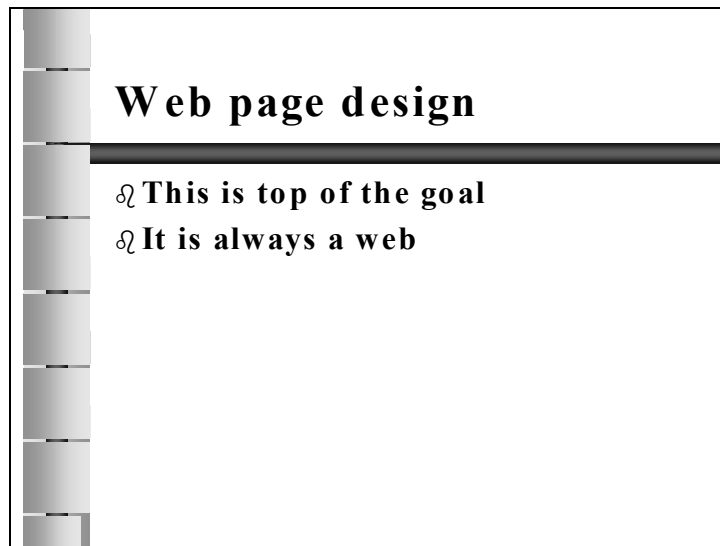 Web page design
♌ This is top of the goal
♌ It is always a web